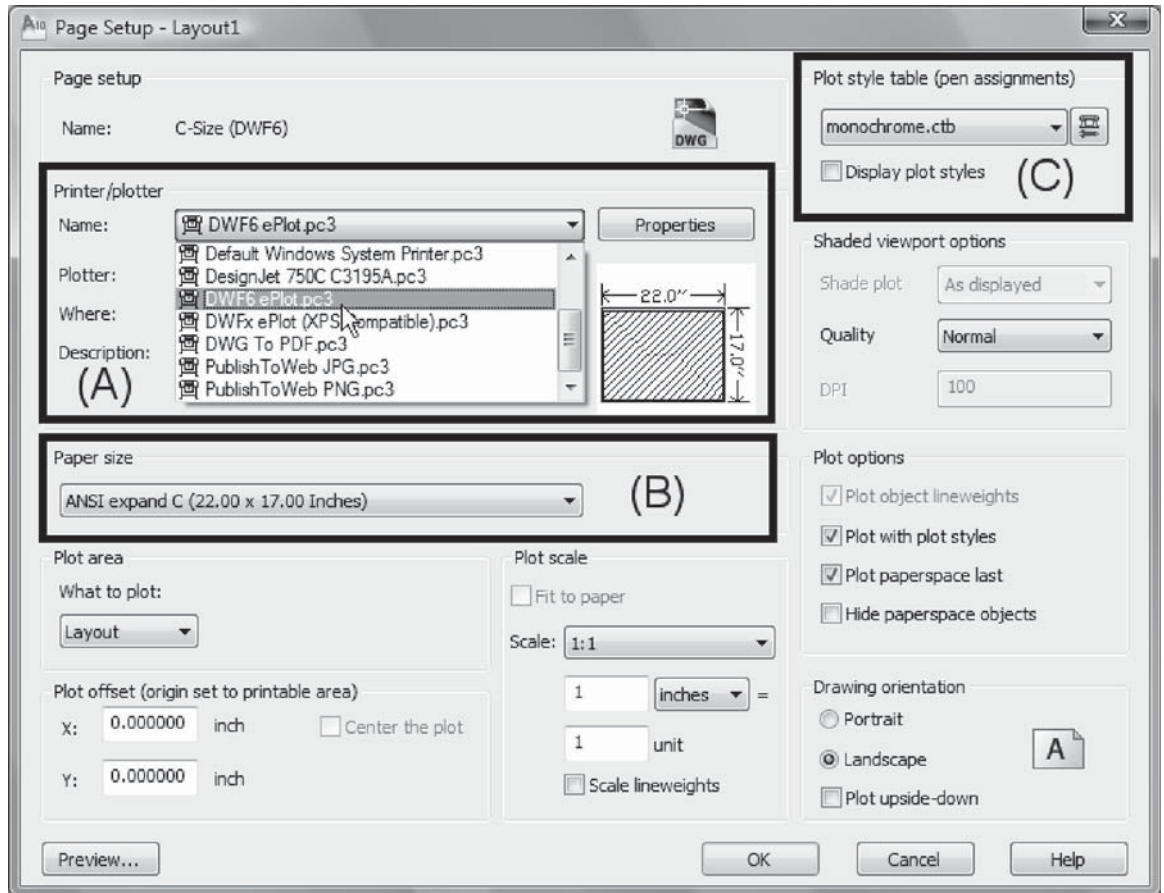 A10 Page Setup - Layout1
Page setup
Name: C-Size (DWF6)
DWG
Printer/plotter
Name: DWF6 ePlot.pc3 Properties
Default Windows System Printer.pc3
DesignJet 750C C3195A.pc3
DWF6 ePlot.pc3
DWFx ePlot (XPS Compatible).pc3
DWG To PDF.pc3
PublishToWeb JPG.pc3
PublishToWeb PNG.pc3
Plotter:
Where:
Description:
(A)
22.0″
17.0″
Paper size
ANSI expand C (22.00 x 17.00 Inches)
(B)
Plot area
What to plot:
Layout
Plot offset (origin set to printable area)
X: 0.000000 inch Center the plot
Y: 0.000000 inch
Plot scale
Fit to paper
Scale: 1:1
1 inches =
1 unit
Scale lineweights
Plot style table (pen assignments)
monochrome.ctb
Display plot styles
(C)
Shaded viewport options
Shade plot As displayed
Quality Normal
DPI 100
Plot options
Plot object lineweights
Plot with plot styles
Plot paperspace last
Hide paperspace objects
Drawing orientation
Portrait
Landscape
Plot upside-down
A
Preview... OK Cancel Help